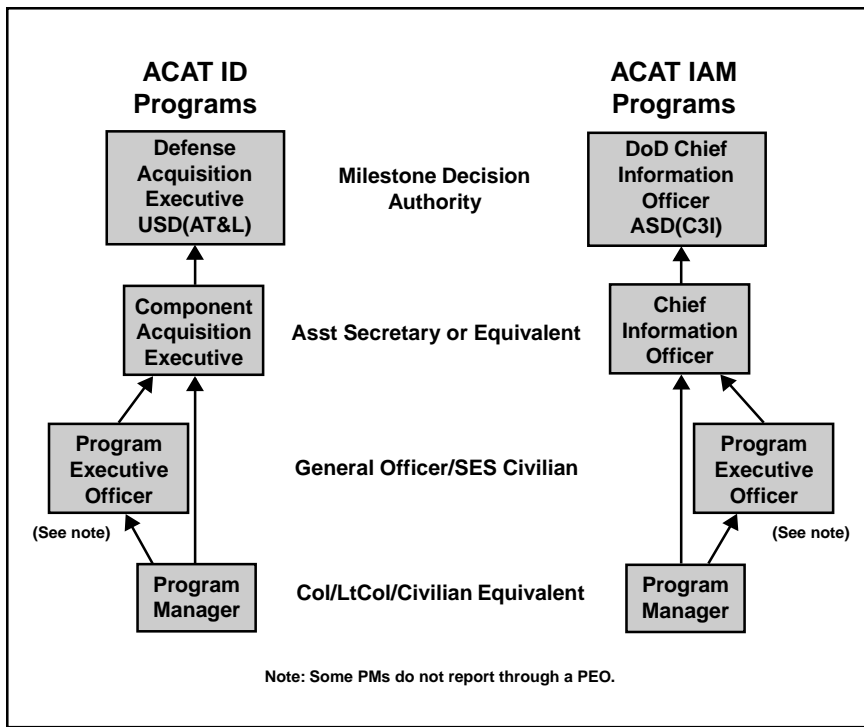 ACAT ID
Programs
ACAT IAM
Programs
Defense
Acquisition
Executive
USD(AT&L)
Milestone Decision
Authority
DoD Chief
Information
Officer
ASD(C3I)
Component
Acquisition
Executive
Asst Secretary or Equivalent
Chief
Information
Officer
Program
Executive
Officer
(See note)
General Officer/SES Civilian
Program
Executive
Officer
(See note)
Program
Manager
Col/LtCol/Civilian Equivalent
Program
Manager
Note: Some PMs do not report through a PEO.